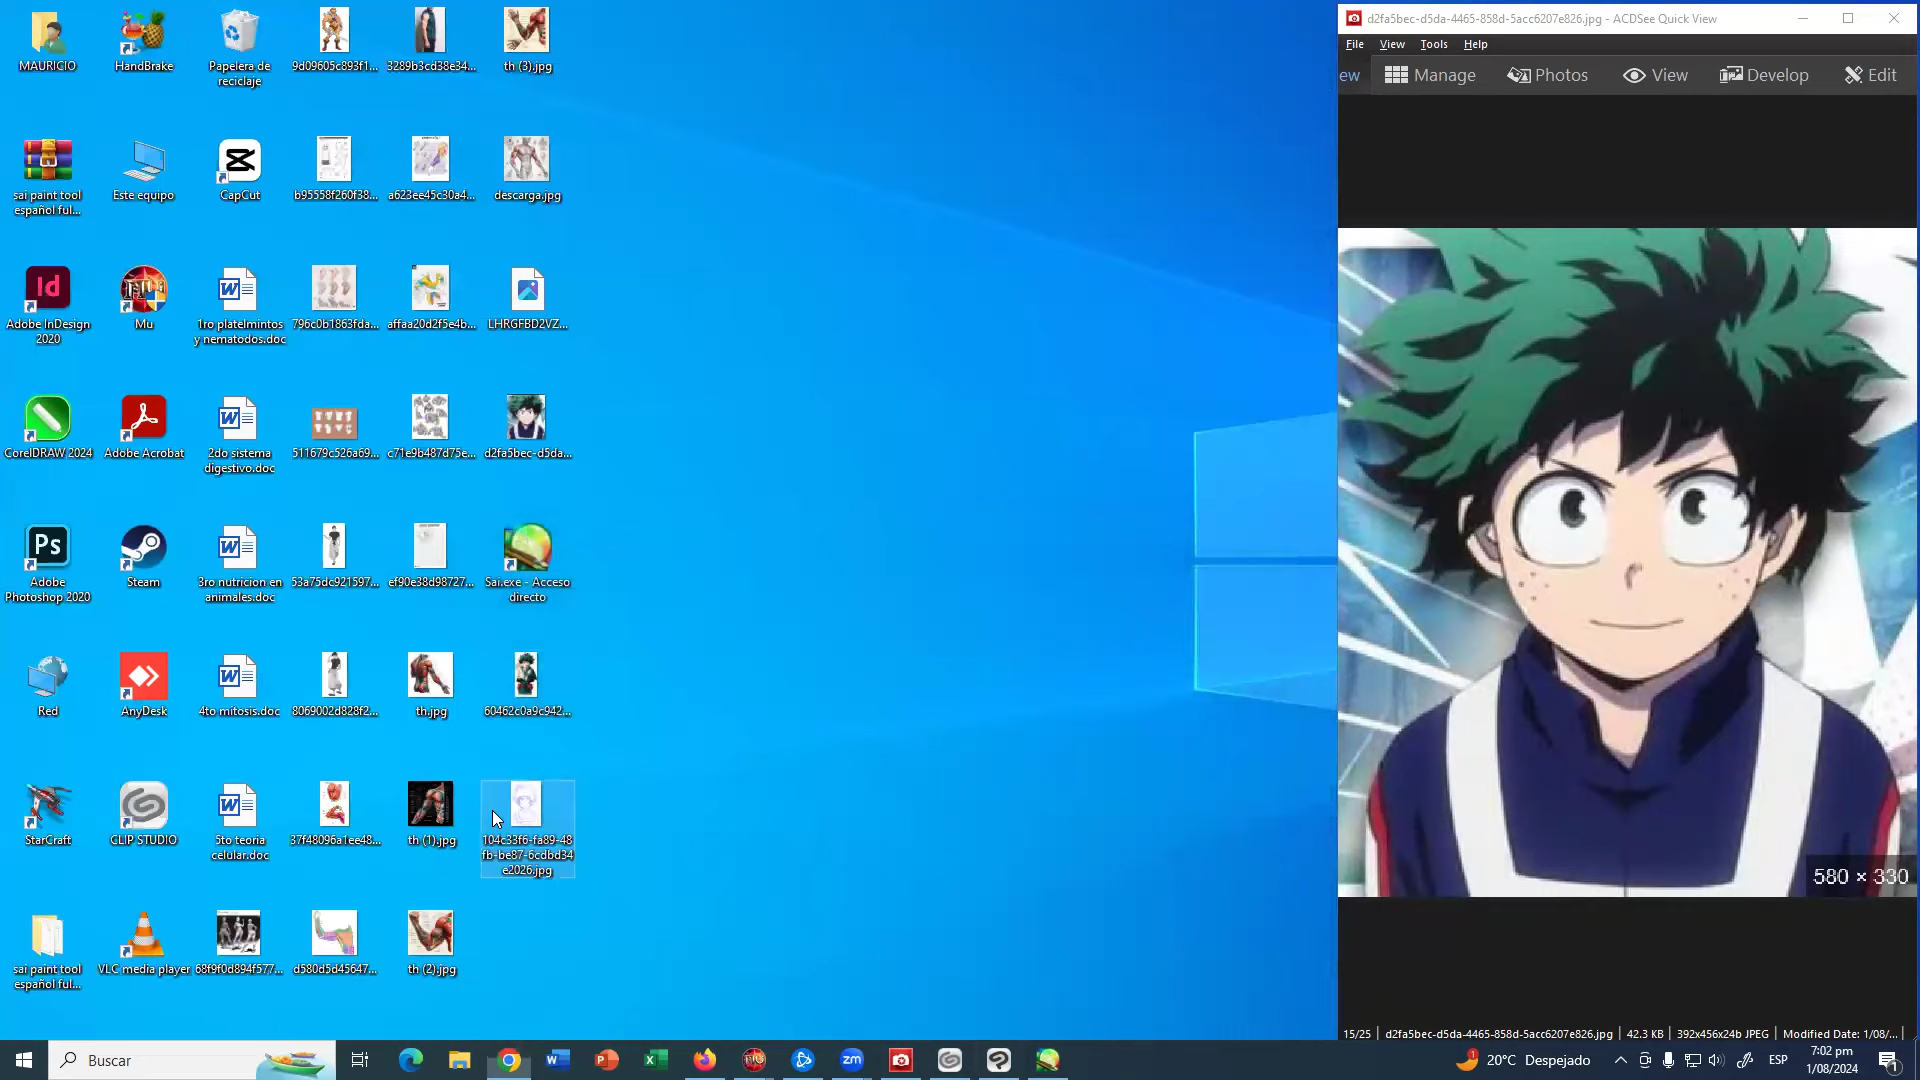 MAURICIO
HandBrake
Papelera de
reciclaje
9d09605c893f1...
3289b3cd38e34...
th (3).jpg
sai paint tool
español ful...
Este equipo
CapCut
b95558f260f38...
a623ee45c30a4...
descarga.jpg
Adobe InDesign
2020
Mu
1ro platelmintos
y nematodos.doc
796c0b1863fda...
affaa20d2f5e4b...
LHRGFBD2VZ...
CorelDRAW 2024
Adobe Acrobat
2do sistema
digestivo.doc
511679c526a69...
c71e9b487d75e...
d2fa5bec-d5da...
Adobe
Photoshop 2020
Steam
3ro nutricion en
animales.doc
53a75dc921597...
ef90e38d98727...
Sai.exe - Acceso
directo
Red
AnyDesk
4to mitosis.doc
8069002d828f2...
th.jpg
60462c0a9c942...
StarCraft
CLIP STUDIO
5to teoria
celular.doc
37f48096a1ee48...
th (1).jpg
104c33f6-fa89-48
fb-be87-6cdbd34
e2026.jpg
sai paint tool
español ful...
VLC media player
68f9f0d894f577...
d580d5d45647...
th (2).jpg
d2fa5bec-d5da-4465-858d-5acc6207e826.jpg - ACDSee Quick View
File View Tools Help
ew Manage Photos View Develop Edit
580 × 330
15/25 d2fa5bec-d5da-4465-858d-5acc6207e826.jpg 42.3 KB 392x456x24b JPEG Modified Date: 1/08/...
Buscar
20°C Despejado
ESP
7:02 pm
1/08/2024